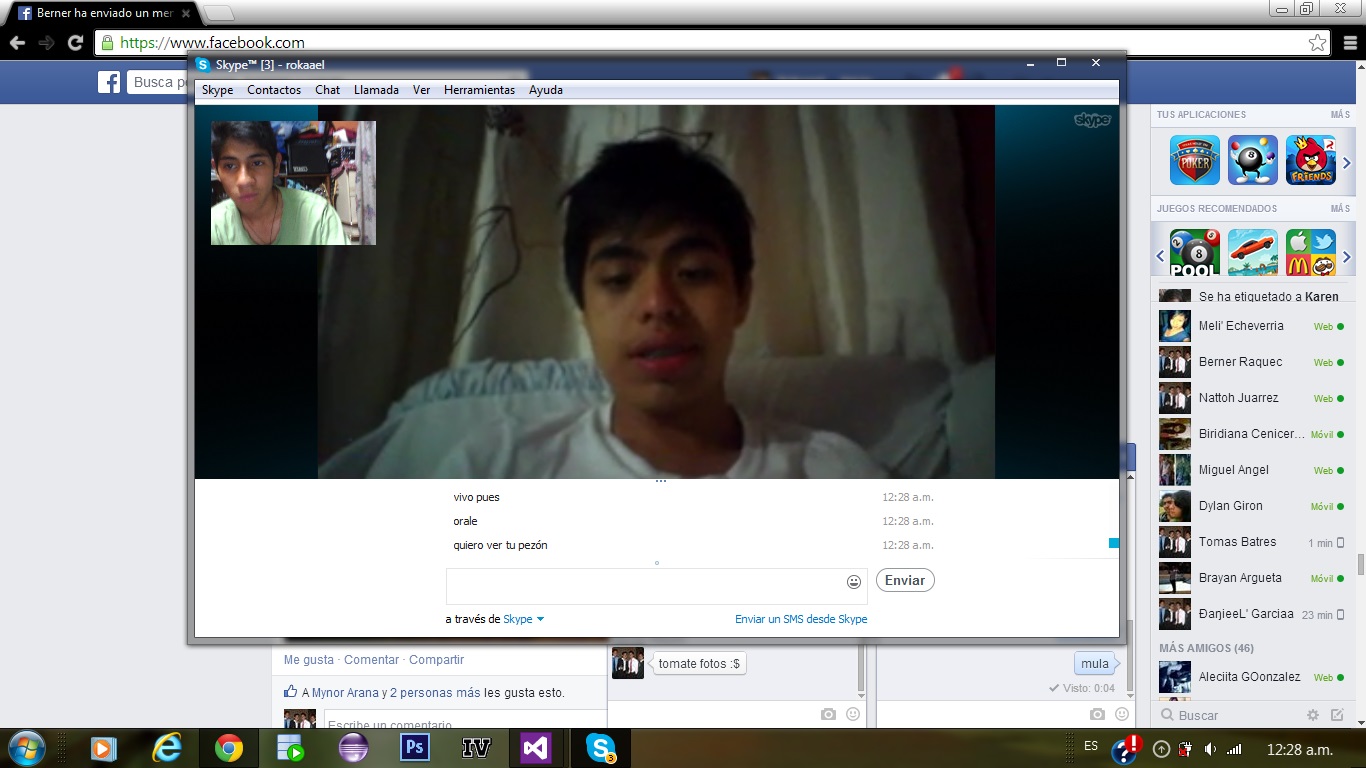 Berner ha enviado un mer
https://www.facebook.com
Busca pe
Skype™ [3] - rokaael
Skype Contactos Chat Llamada Ver Herramientas Ayuda
skype
TUS APLICACIONES MÁS
POKER
8
FRIENDS
JUEGOS RECOMENDADOS MÁS
8
POOL
Se ha etiquetado a Karen
Meli' Echeverria Web
Berner Raquec Web
Nattoh Juarrez Web
Biridiana Cenicer... Móvil
Miguel Angel Web
Dylan Giron Móvil
Tomas Batres 1 min
Brayan Argueta Móvil
ĐanjeeL' Garciaa 23 min
MÁS AMIGOS (46)
Aleciita GOonzalez Web
Buscar
vivo pues 12:28 a.m.
orale 12:28 a.m.
quiero ver tu pezón 12:28 a.m.
Enviar
a través de Skype
Enviar un SMS desde Skype
Me gusta · Comentar · Compartir
A Mynor Arana y 2 personas más les gusta esto.
Escribe un comentario
tomate fotos :$
mula
Visto: 0:04
Ps
IV
3
ES
12:28 a.m.